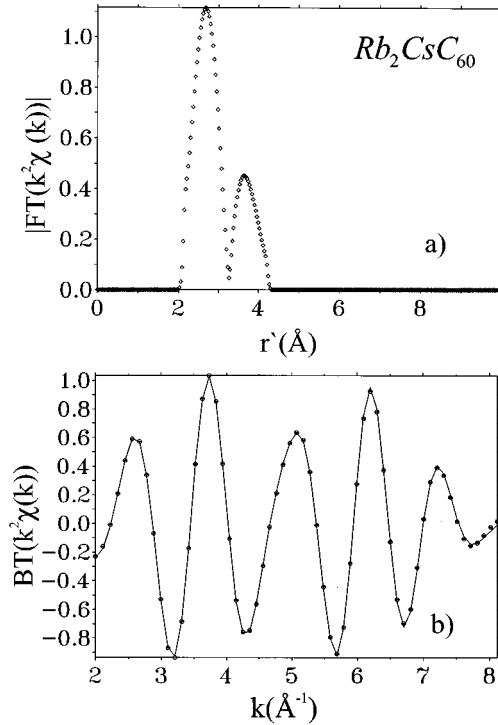 1.0
0.8
0.6
0.4
0.2
0.0
|FT(k²χ (k))|
Rb₂CsC₆₀
a)
0 2 4 6 8
r`(Å)
1.0
0.8
0.6
0.4
0.2
0.0
−0.2
−0.4
−0.6
−0.8
BT(k²χ(k))
b)
2 3 4 5 6 7 8
k(Å⁻¹)